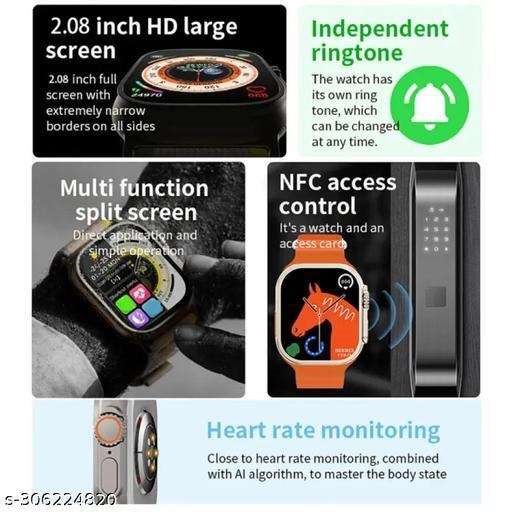 2.08 inch HD large
screen
2.08 inch full
screen with
extremely narrow
borders on all sides
24970
Independent
ringtone
The watch has
its own ring
tone, which
can be changed
at any time.
Multi function
split screen
Direct application and
simple operation
NFC access
control
It's a watch and an
access card
Heart rate monitoring
Close to heart rate monitoring, combined
with AI algorithm, to master the body state
s-306224820